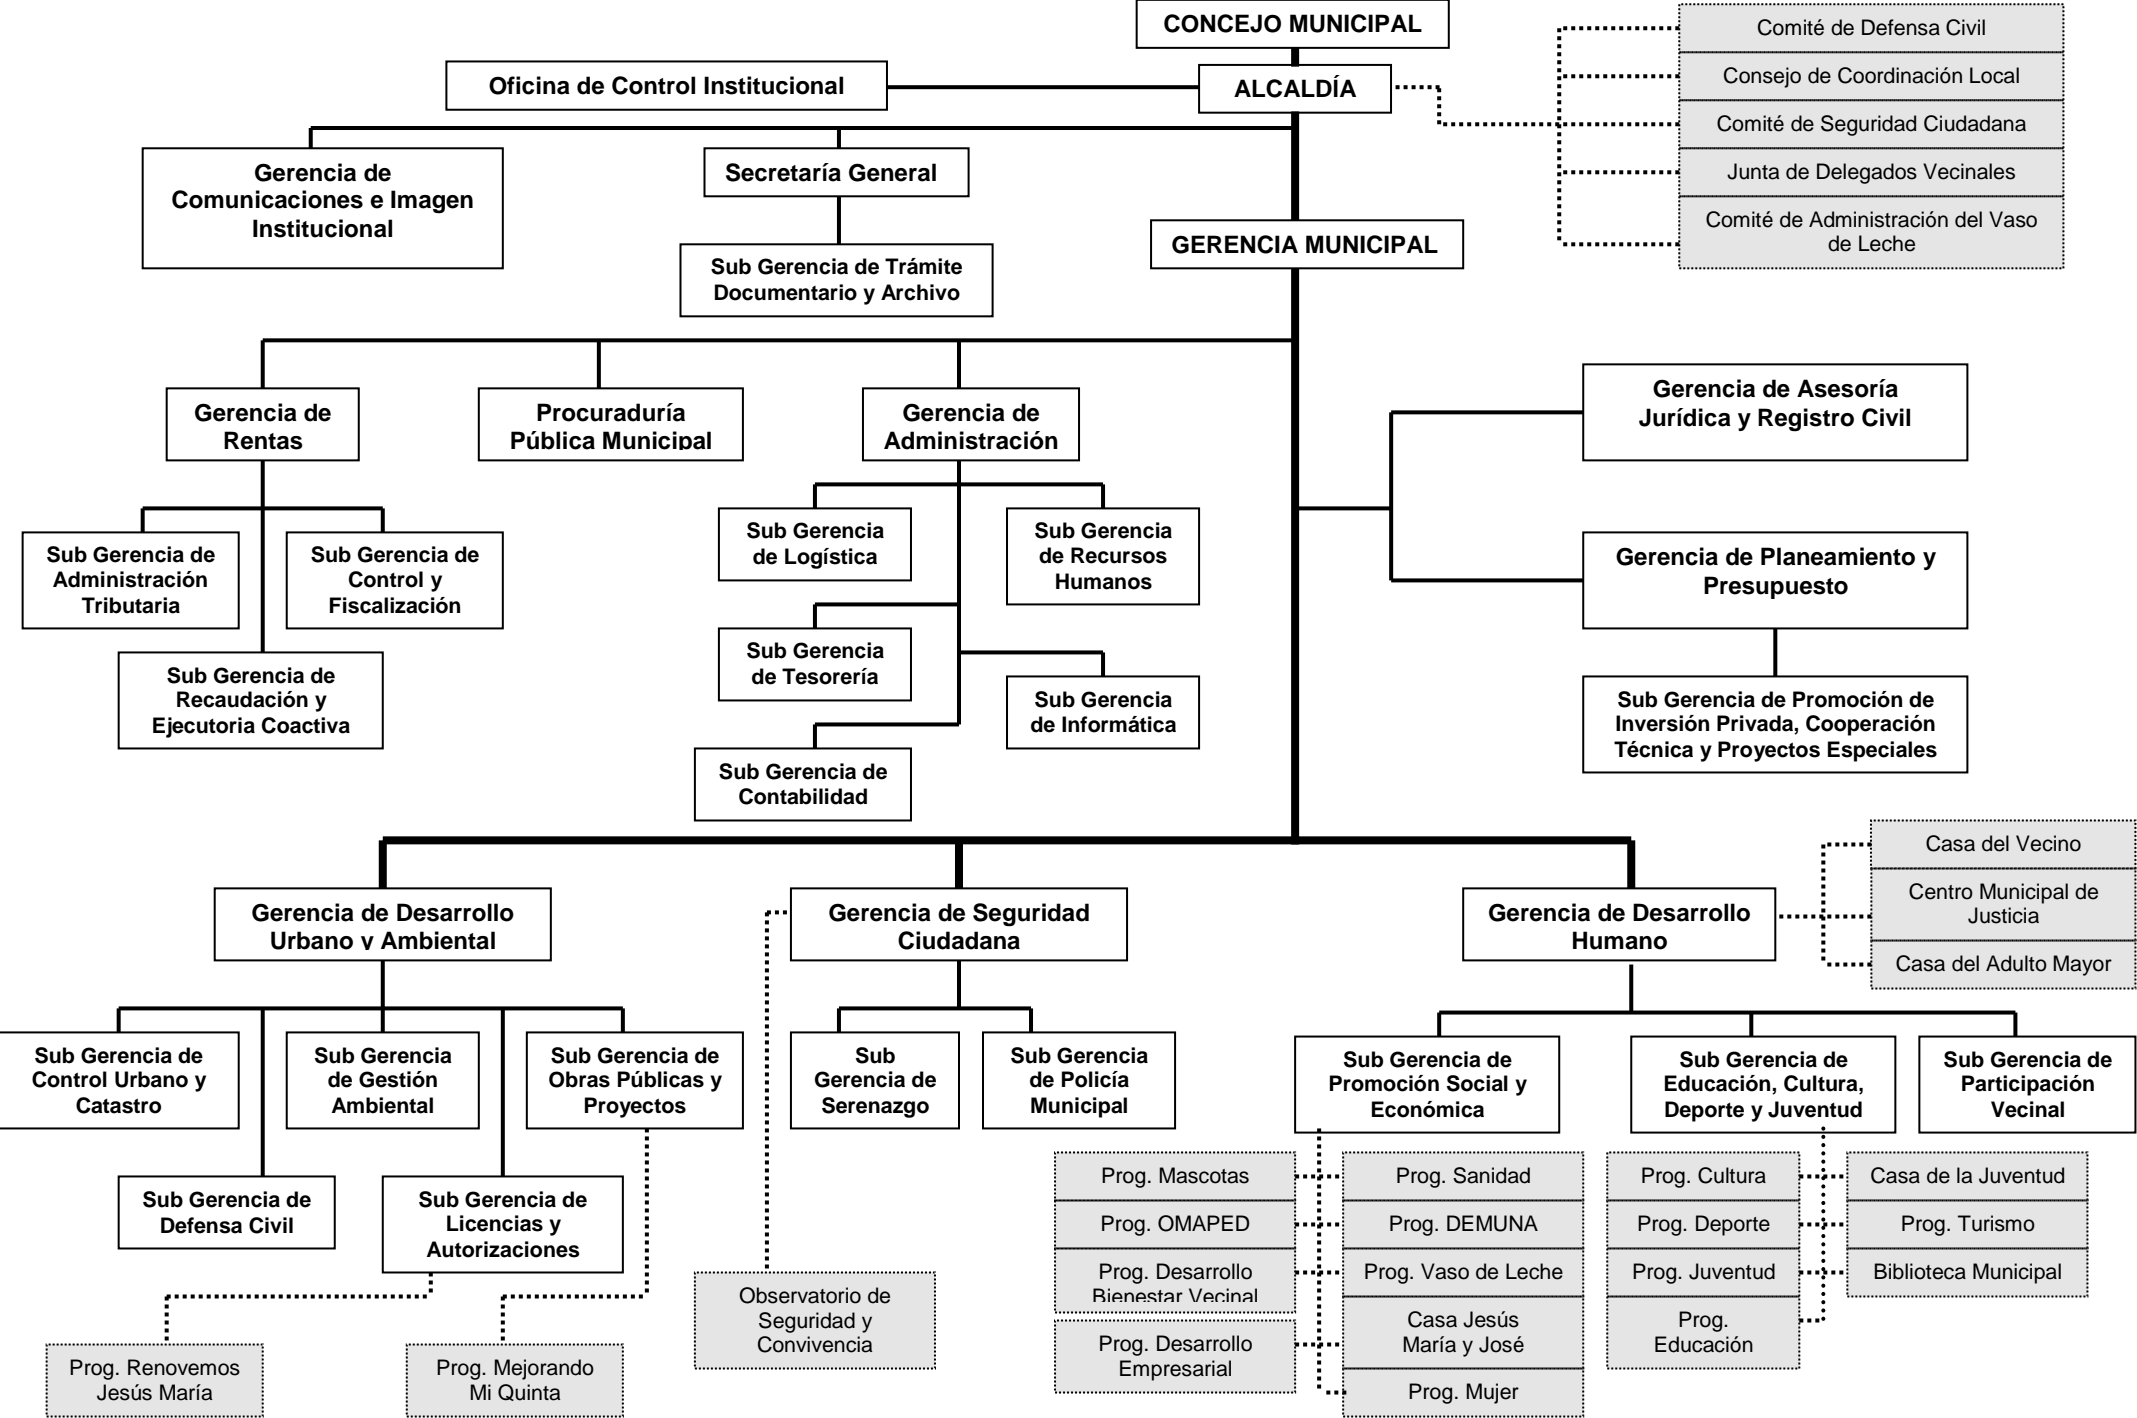 CONCEJO MUNICIPAL
Comité de Defensa Civil
Consejo de Coordinación Local
Comité de Seguridad Ciudadana
Junta de Delegados Vecinales
Comité de Administración del Vaso
de Leche
Oficina de Control Institucional
ALCALDÍA
Gerencia de
Comunicaciones e Imagen
Institucional
Secretaría General
Sub Gerencia de Trámite
Documentario y Archivo
GERENCIA MUNICIPAL
Gerencia de
Rentas
Procuraduría
Pública Municipal
Gerencia de
Administración
Gerencia de Asesoría
Jurídica y Registro Civil
Sub Gerencia de
Administración
Tributaria
Sub Gerencia de
Control y
Fiscalización
Sub Gerencia de
Recaudación y
Ejecutoria Coactiva
Sub Gerencia
de Logística
Sub Gerencia
de Recursos
Humanos
Sub Gerencia
de Tesorería
Sub Gerencia
de Informática
Sub Gerencia de
Contabilidad
Gerencia de Planeamiento y
Presupuesto
Sub Gerencia de Promoción de
Inversión Privada, Cooperación
Técnica y Proyectos Especiales
Gerencia de Desarrollo
Urbano y Ambiental
Gerencia de Seguridad
Ciudadana
Gerencia de Desarrollo
Humano
Casa del Vecino
Centro Municipal de
Justicia
Casa del Adulto Mayor
Sub Gerencia de
Control Urbano y
Catastro
Sub Gerencia
de Gestión
Ambiental
Sub Gerencia de
Obras Públicas y
Proyectos
Sub Gerencia de
Defensa Civil
Sub Gerencia de
Licencias y
Autorizaciones
Prog. Renovemos
Jesús María
Prog. Mejorando
Mi Quinta
Sub
Gerencia de
Serenazgo
Sub Gerencia
de Policía
Municipal
Observatorio de
Seguridad y
Convivencia
Sub Gerencia de
Promoción Social y
Económica
Sub Gerencia de
Educación, Cultura,
Deporte y Juventud
Sub Gerencia de
Participación
Vecinal
Prog. Mascotas
Prog. OMAPED
Prog. Desarrollo
Bienestar Vecinal
Prog. Desarrollo
Empresarial
Prog. Sanidad
Prog. DEMUNA
Prog. Vaso de Leche
Casa Jesús
María y José
Prog. Mujer
Prog. Cultura
Prog. Deporte
Prog. Juventud
Prog.
Educación
Casa de la Juventud
Prog. Turismo
Biblioteca Municipal